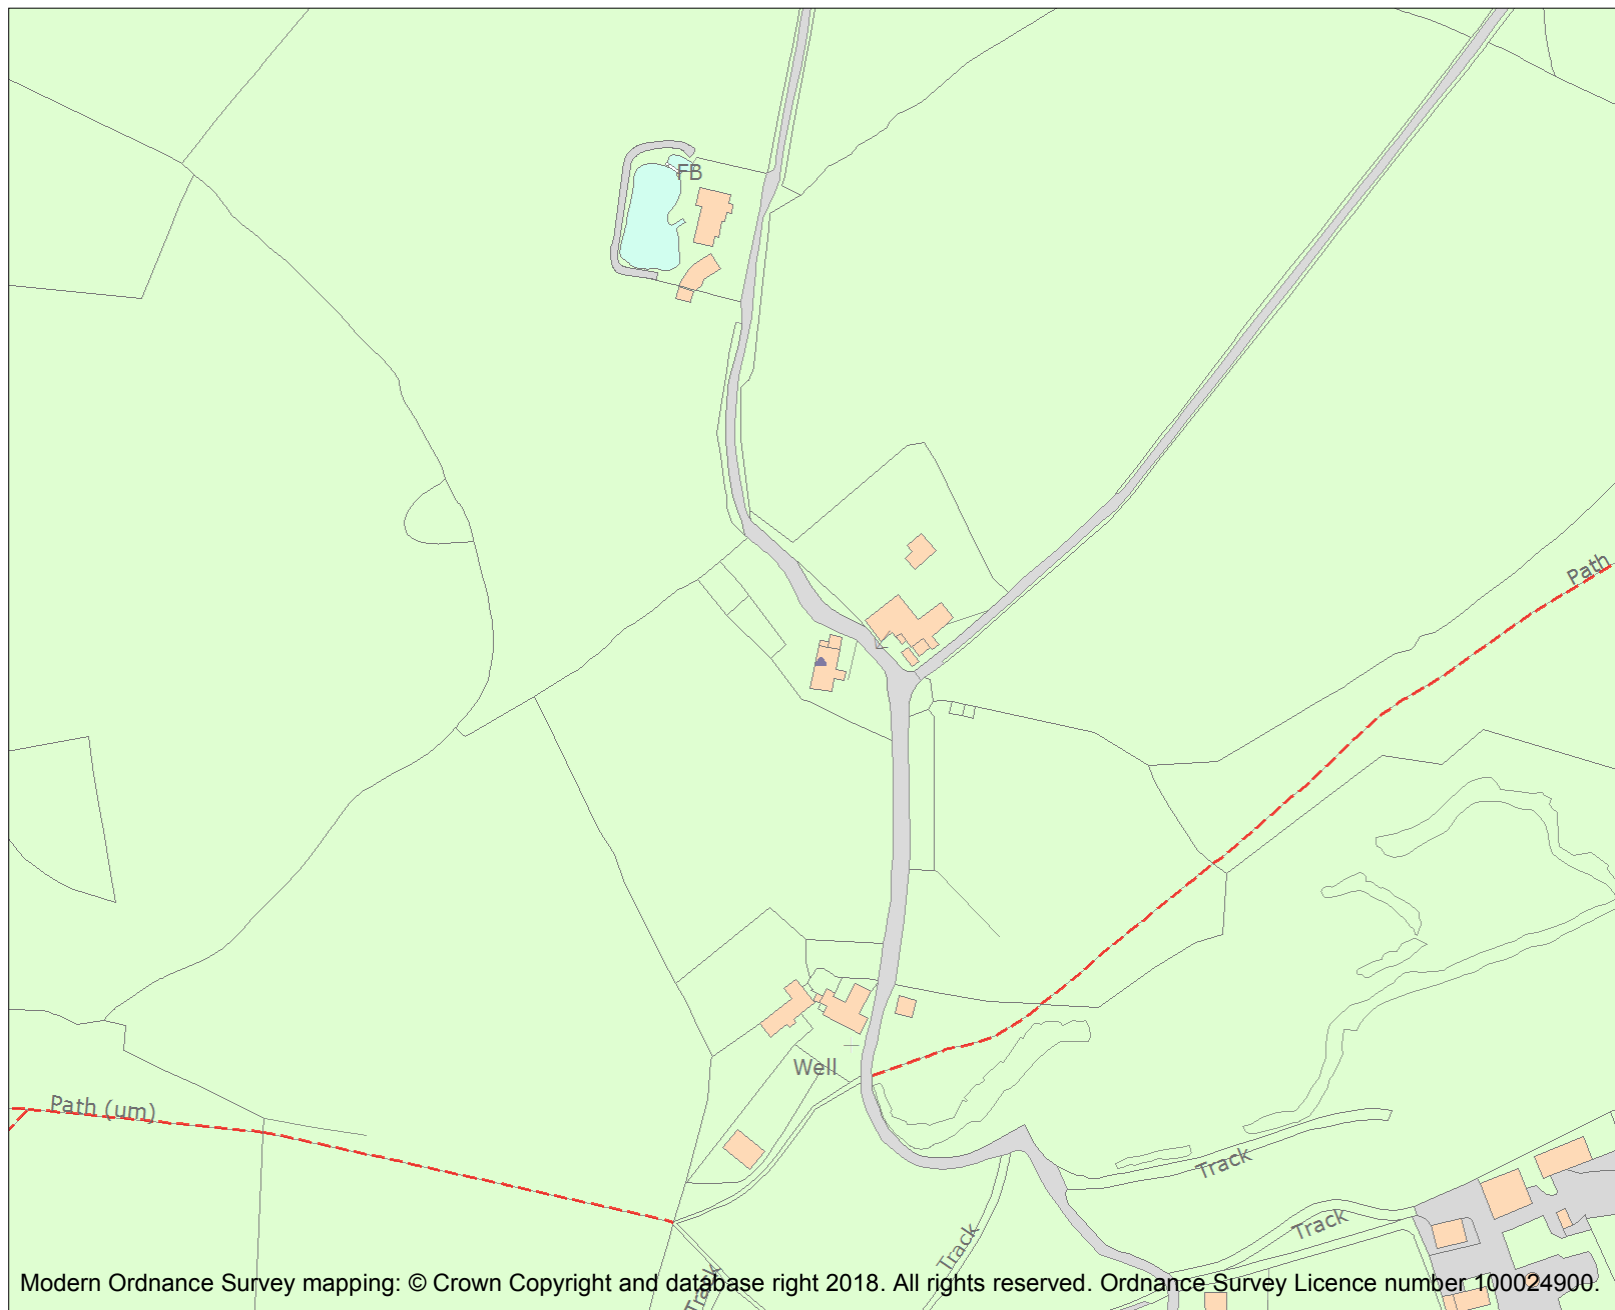 FB
Path
Well
Path (um)
Track
Track
Track
Track
Modern Ordnance Survey mapping: © Crown Copyright and database right 2018. All rights reserved. Ordnance Survey Licence number 100024900.